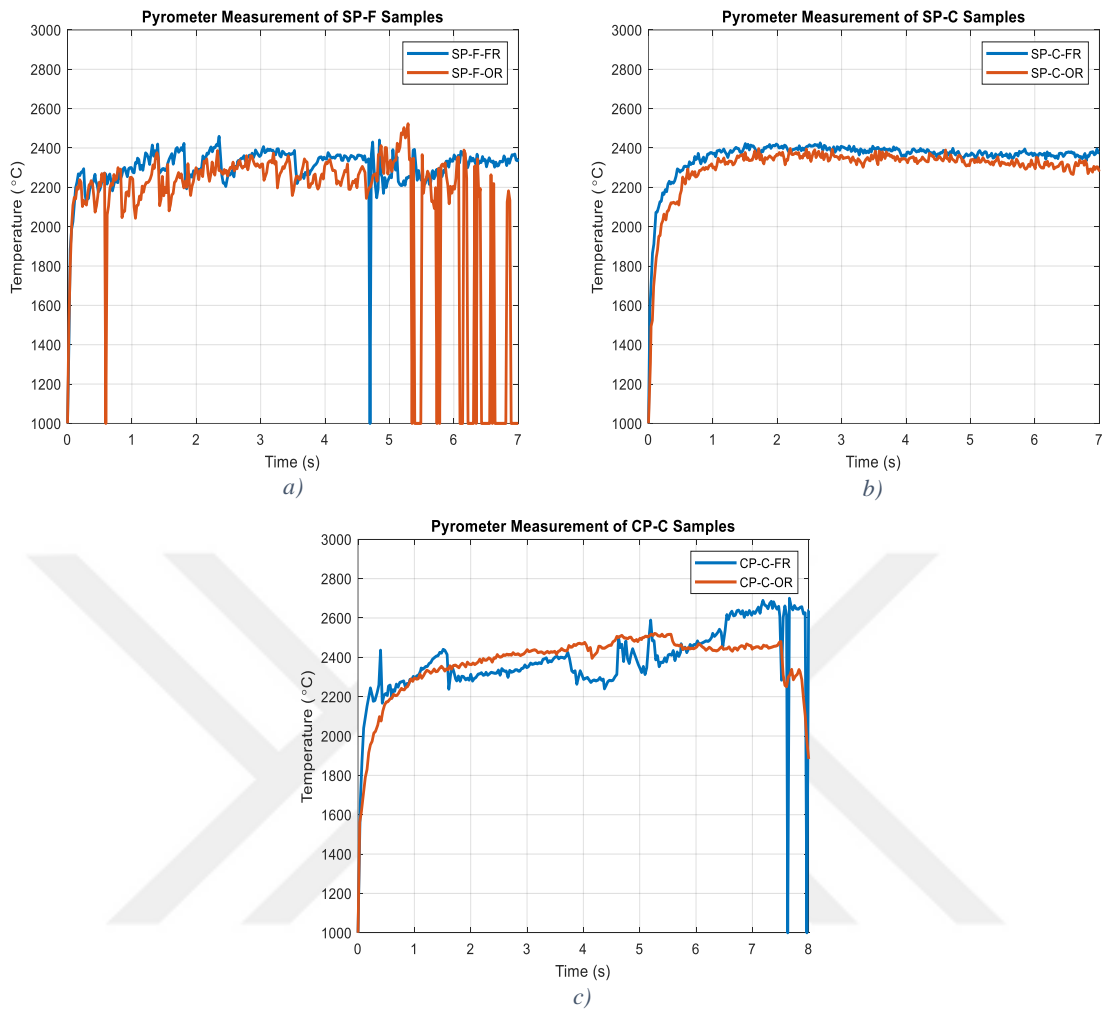 Pyrometer Measurement of SP-F Samples
3000
2800
2600
2400
2200
2000
1800
1600
1400
1200
1000
Temperature (°C)
SP-F-FR
SP-F-OR
0 1 2 3 4 5 6 7
Time (s)
a)
Pyrometer Measurement of SP-C Samples
3000
2800
2600
2400
2200
2000
1800
1600
1400
1200
1000
Temperature (°C)
SP-C-FR
SP-C-OR
0 1 2 3 4 5 6 7
Time (s)
b)
Pyrometer Measurement of CP-C Samples
3000
2800
2600
2400
2200
2000
1800
1600
1400
1200
1000
Temperature (°C)
CP-C-FR
CP-C-OR
0 1 2 3 4 5 6 7 8
Time (s)
c)